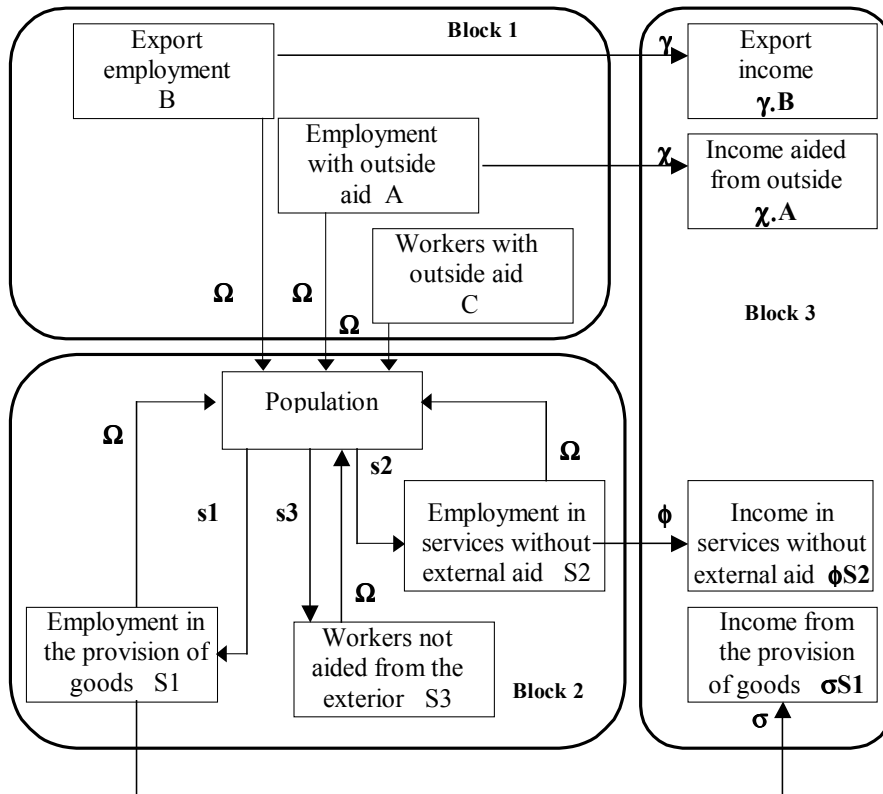 Block 1
Export
employment
B
γ
Export
income
γ.B
Employment
with outside
aid A
χ
Income aided
from outside
χ.A
Workers with
outside aid
C
Ω
Ω
Ω
Block 3
Population
Ω
s1
s3
s2
Ω
Employment in
services without
external aid S2
ϕ
Income in
services without
external aid ϕS2
Ω
Employment in
the provision of
goods S1
Workers not
aided from the
exterior S3
Block 2
Income from
the provision
of goods σS1
σ